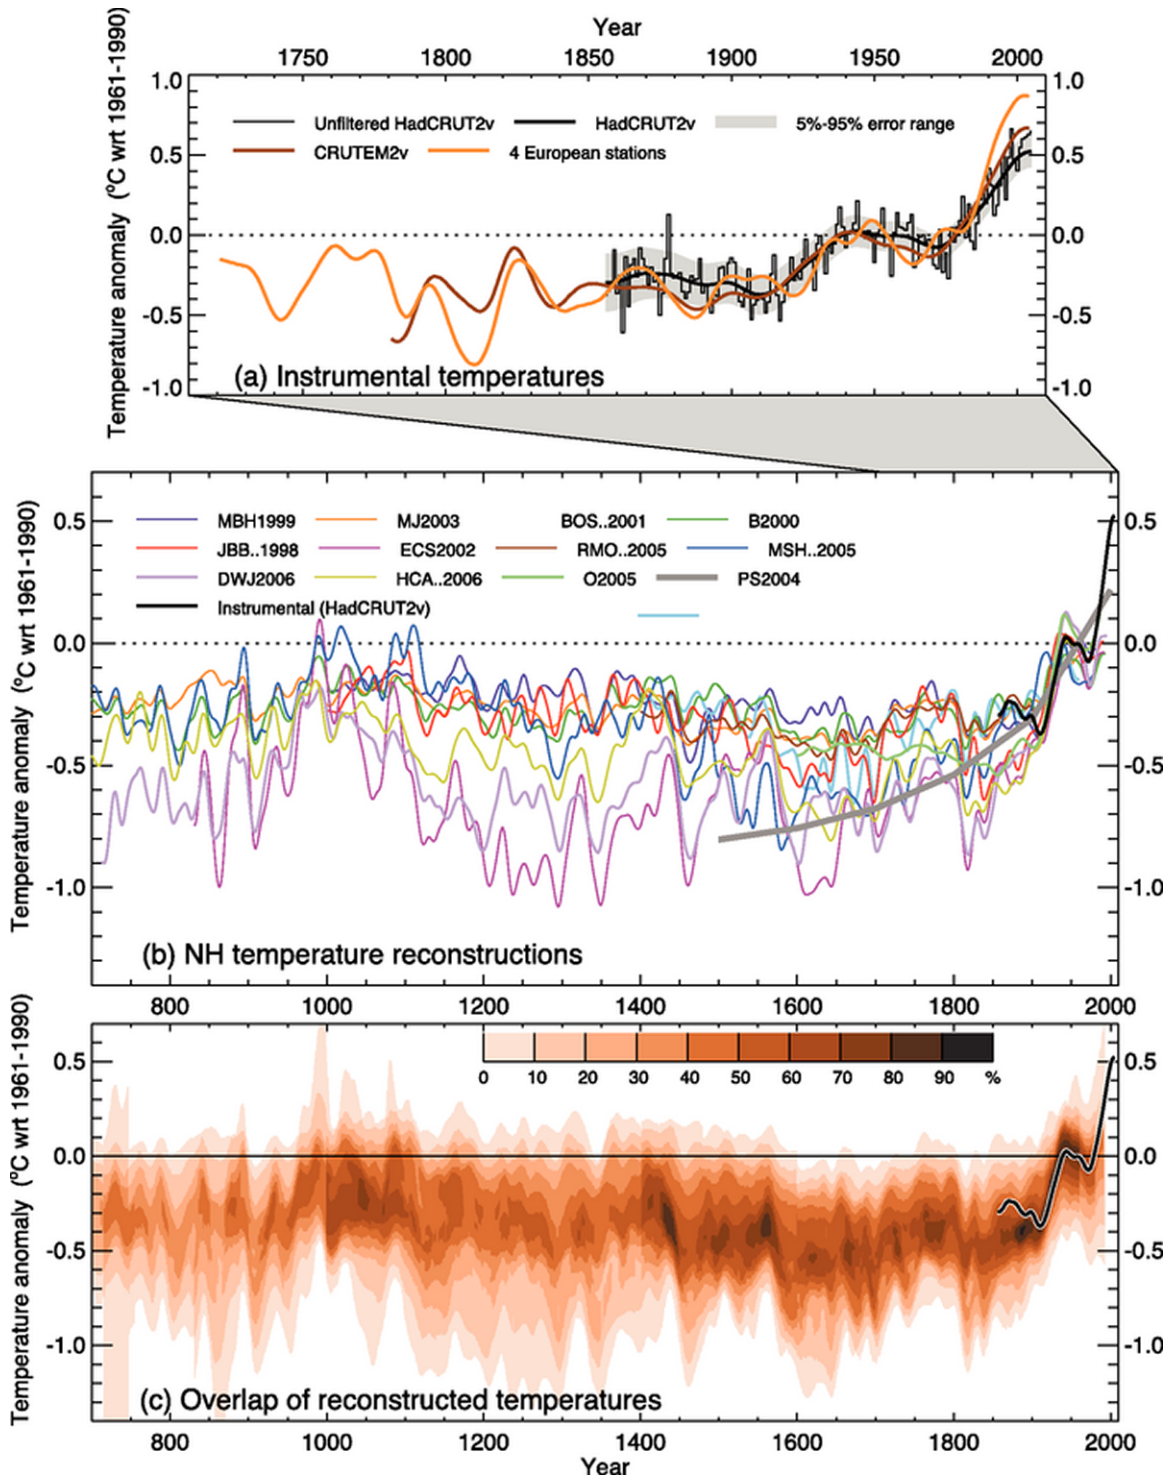 Year
1750 1800 1850 1900 1950 2000
Temperature anomaly (°C wrt 1961-1990)
1.0 1.0
Unfiltered HadCRUT2v HadCRUT2v 5%-95% error range
CRUTEM2v 4 European stations
0.5 0.5
0.0 0.0
-0.5 -0.5
-1.0 -1.0
(a) Instrumental temperatures
Temperature anomaly (°C wrt 1961-1990)
0.5 0.5
MBH1999 MJ2003 BOS..2001 B2000
JBB..1998 ECS2002 RMO..2005 MSH..2005
DWJ2006 HCA..2006 O2005 PS2004
Instrumental (HadCRUT2v)
0.0 0.0
-0.5 -0.5
-1.0 -1.0
(b) NH temperature reconstructions
800 1000 1200 1400 1600 1800 2000
Temperature anomaly (°C wrt 1961-1990)
0.5 0.5
0 10 20 30 40 50 60 70 80 90 %
0.0 0.0
-0.5 -0.5
-1.0 -1.0
(c) Overlap of reconstructed temperatures
800 1000 1200 1400 1600 1800 2000
Year